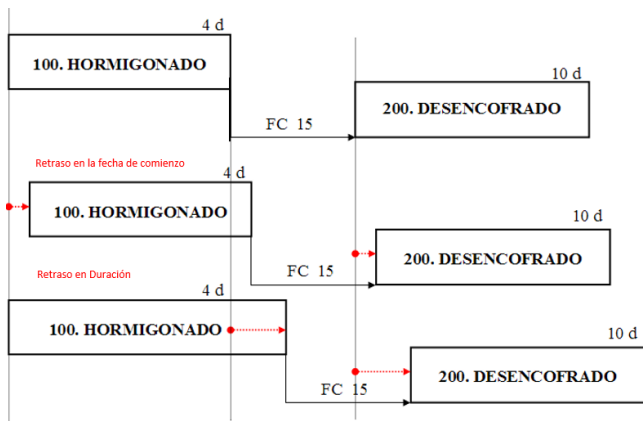 4 d
100. HORMIGONADO
10 d
200. DESENCOFRADO
FC 15
Retraso en la fecha de comienzo
4 d
100. HORMIGONADO
10 d
200. DESENCOFRADO
FC 15
Retraso en Duración
4 d
100. HORMIGONADO
10 d
200. DESENCOFRADO
FC 15